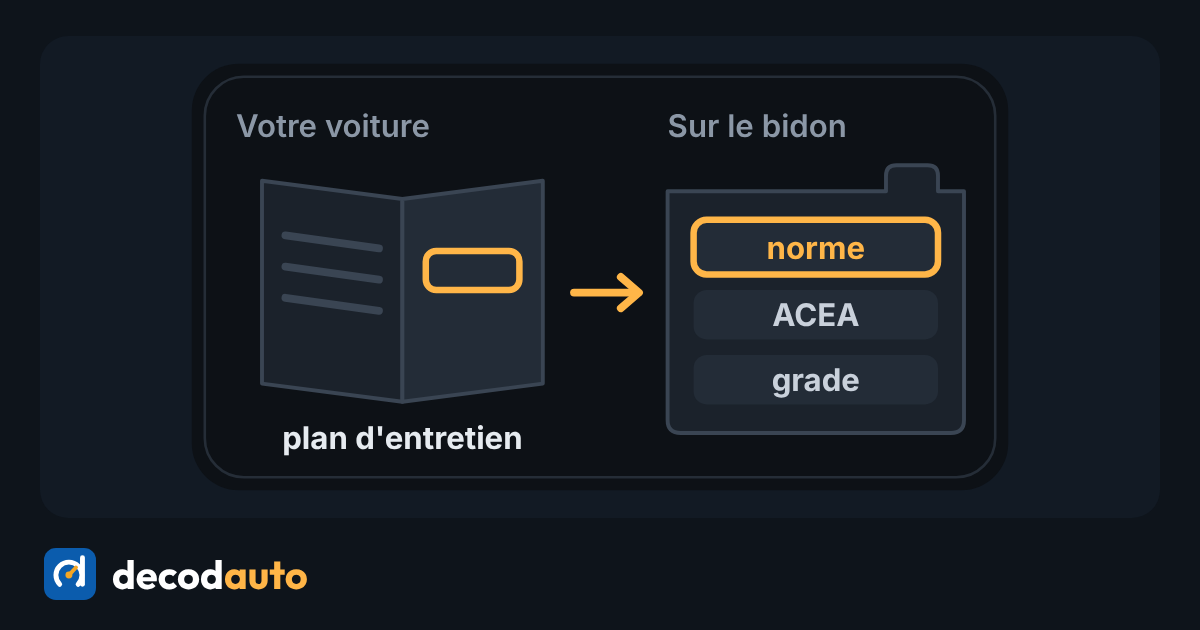 Votre voiture
plan d'entretien
Sur le bidon
norme
ACEA
grade
decodauto